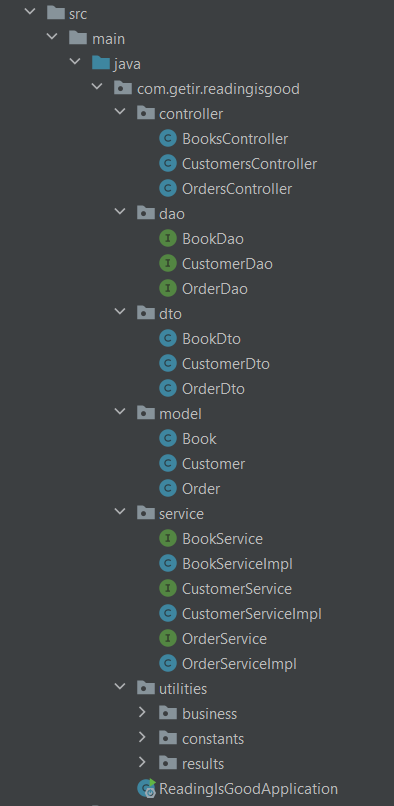 src
main
java
com.getir.readingisgood
controller
C BooksController
C CustomersController
C OrdersController
dao
I BookDao
I CustomerDao
I OrderDao
dto
C BookDto
C CustomerDto
C OrderDto
model
C Book
C Customer
C Order
service
I BookService
C BookServiceImpl
I CustomerService
C CustomerServiceImpl
I OrderService
C OrderServiceImpl
utilities
business
constants
results
ReadingIsGoodApplication